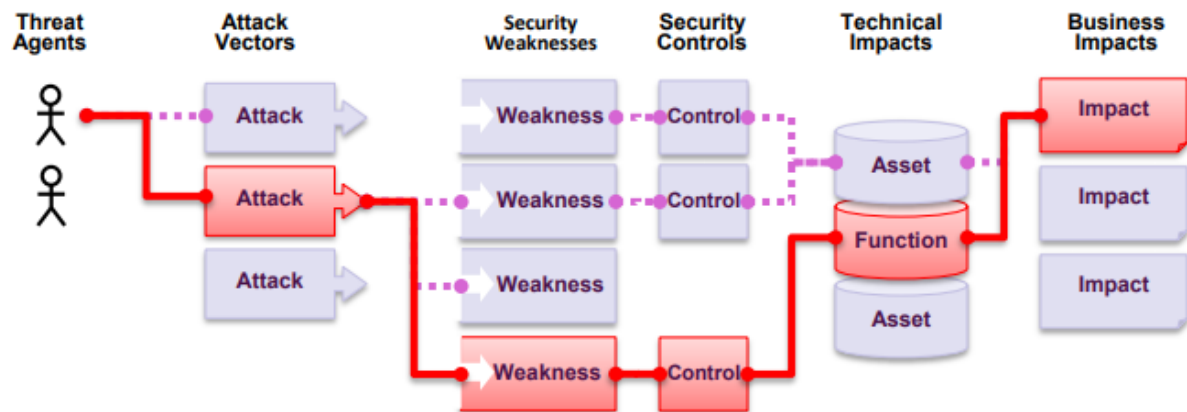 Threat Agents
Attack Vectors
Security Weaknesses
Security Controls
Technical Impacts
Business Impacts
Attack
Attack
Attack
Weakness
Weakness
Weakness
Weakness
Control
Control
Control
Asset
Function
Asset
Impact
Impact
Impact